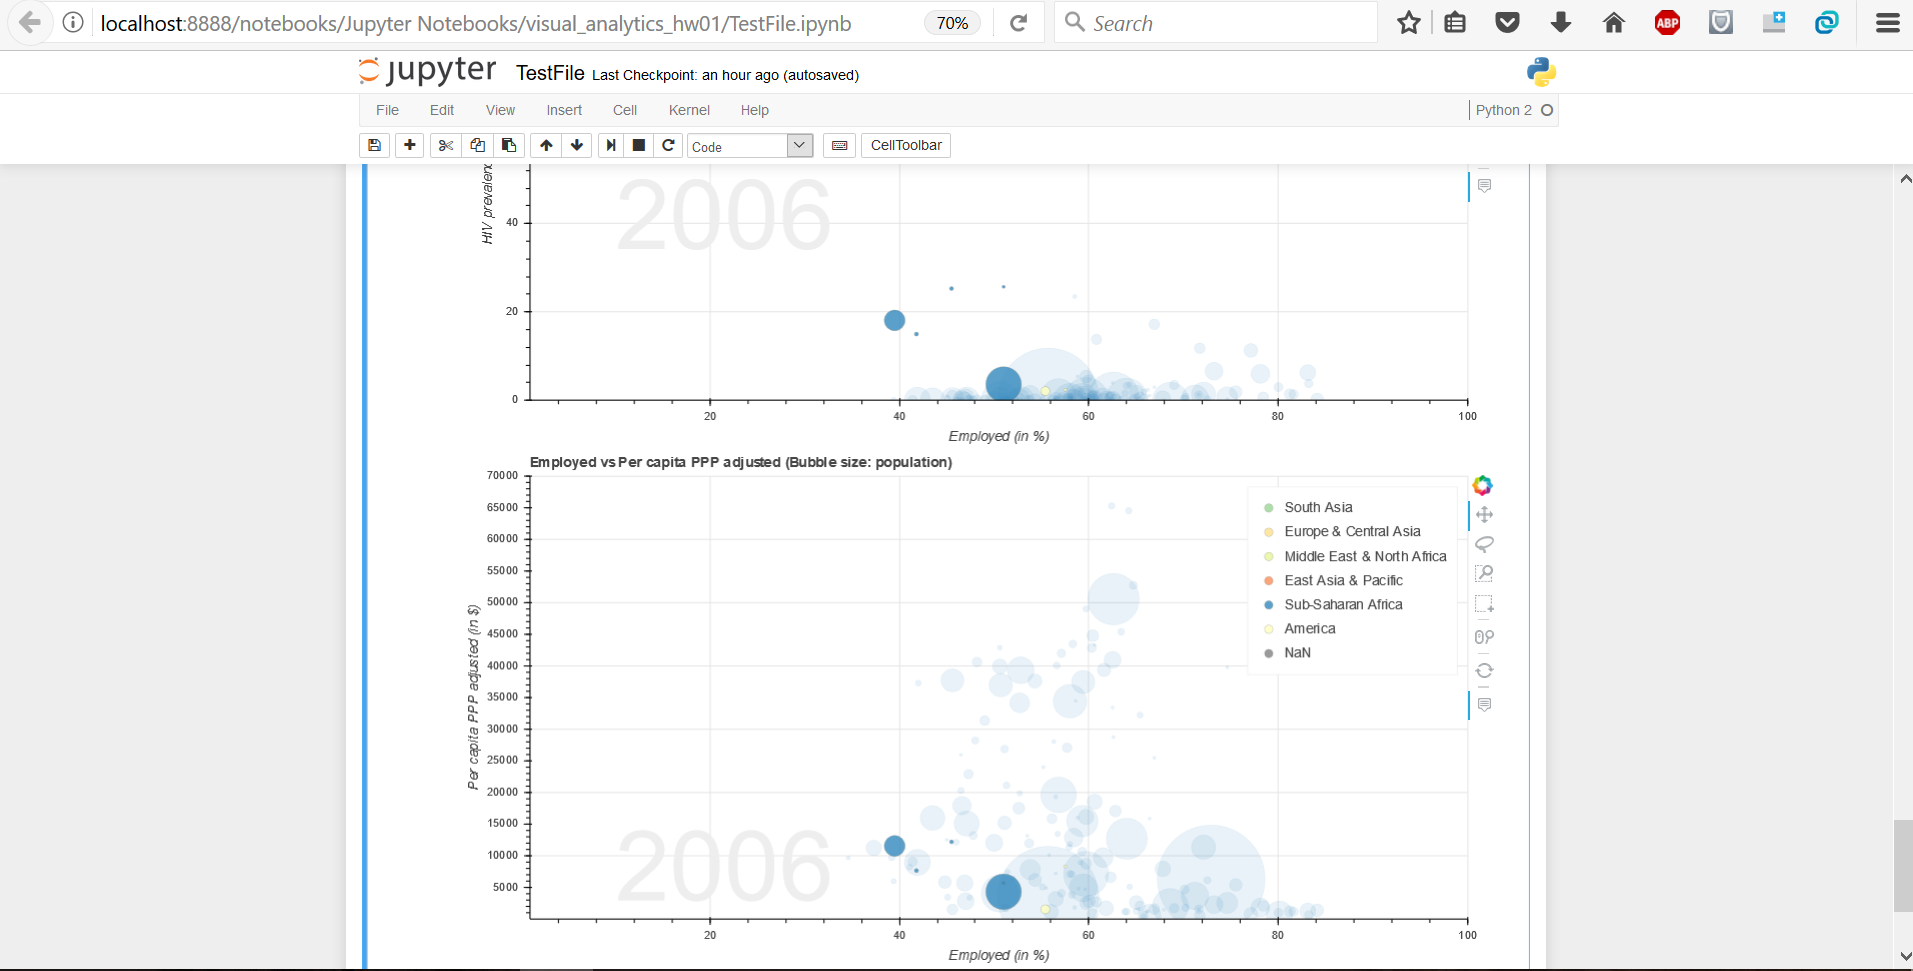 localhost:8888/notebooks/Jupyter Notebooks/visual_analytics_hw01/TestFile.ipynb 70% Search ABP
jupyter TestFile Last Checkpoint: an hour ago (autosaved)
File Edit View Insert Cell Kernel Help Python 2
Code CellToolbar
2006
40
20
0
20 40 60 80 100
Employed (in %)
Employed vs Per capita PPP adjusted (Bubble size: population)
70000
65000
60000
55000
50000
45000
40000
35000
30000
25000
20000
15000
10000
5000
Per capita PPP adjusted (in $)
South Asia
Europe & Central Asia
Middle East & North Africa
East Asia & Pacific
Sub-Saharan Africa
America
NaN
2006
20 40 60 80 100
Employed (in %)